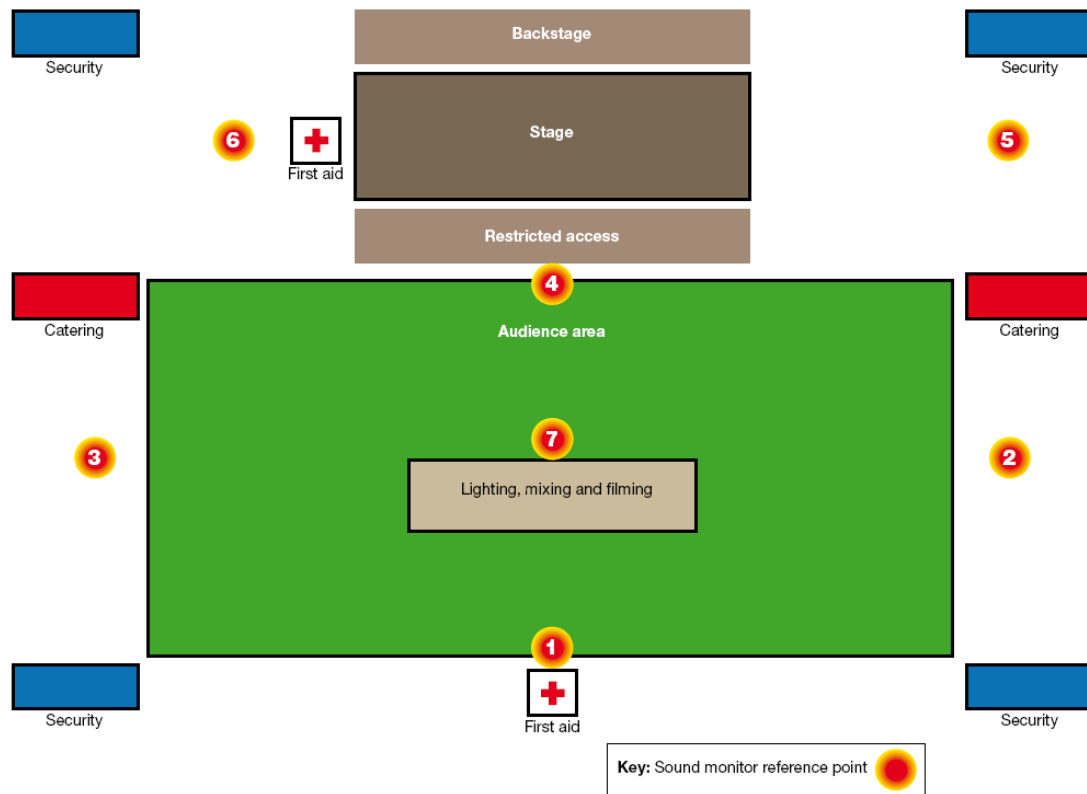 Backstage
Security
Security
Stage
6
5
First aid
Restricted access
4
Catering
Catering
Audience area
7
3
2
Lighting, mixing and filming
1
Security
Security
First aid
Key: Sound monitor reference point